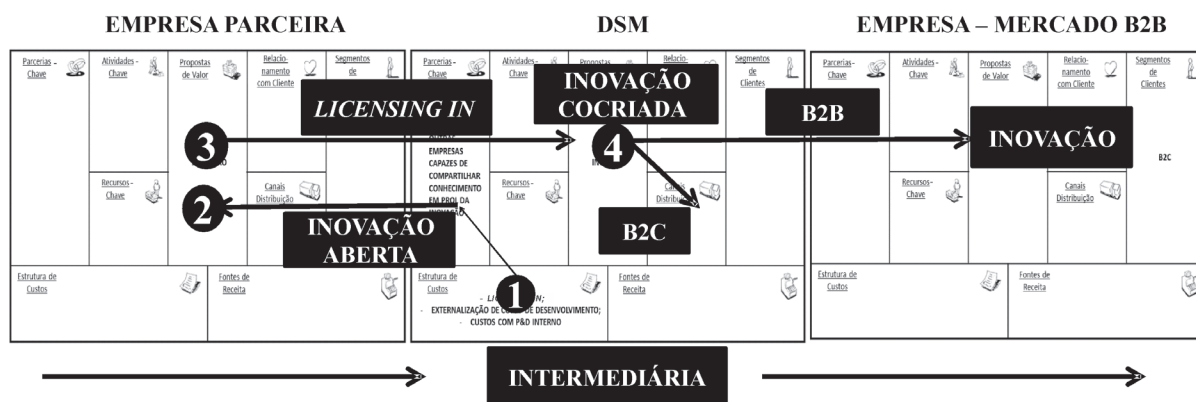 EMPRESA PARCEIRA
DSM
EMPRESA – MERCADO B2B
Parcerias -
Chave
Atividades -
Chave
Propostas
de Valor
Relacio-
namento
com Cliente
Segmentos
de
LICENSING IN
3
Recursos -
Chave
Canais
Distribuição
2
INOVAÇÃO
ABERTA
Estrutura de
Custos
Fontes de
Receita
Parcerias -
Chave
Atividades-
Chave
Segmentos
de
Clientes
INOVAÇÃO
COCRIADA
4
EMPRESAS
CAPAZES DE
COMPARTILHAR
CONHECIMENTO
EM PROL DA
INOVAÇÃO
Recursos -
Chave
Canais
B2C
B2B
Estrutura de
Custos
1
EXTERNALIZAÇÃO DE DE DESENVOLVIMENTO;
- CUSTOS COM P&D INTERNO
Fontes de
Receita
Parcerias-
Chave
Atividades -
Chave
Propostas
de Valor
Relacio-
namento
com Cliente
Segmentos
de
Clientes
INOVAÇÃO
B2C
Recursos -
Chave
Canais
Distribuição
Estrutura de
Custos
Fontes de
Receita
INTERMEDIÁRIA